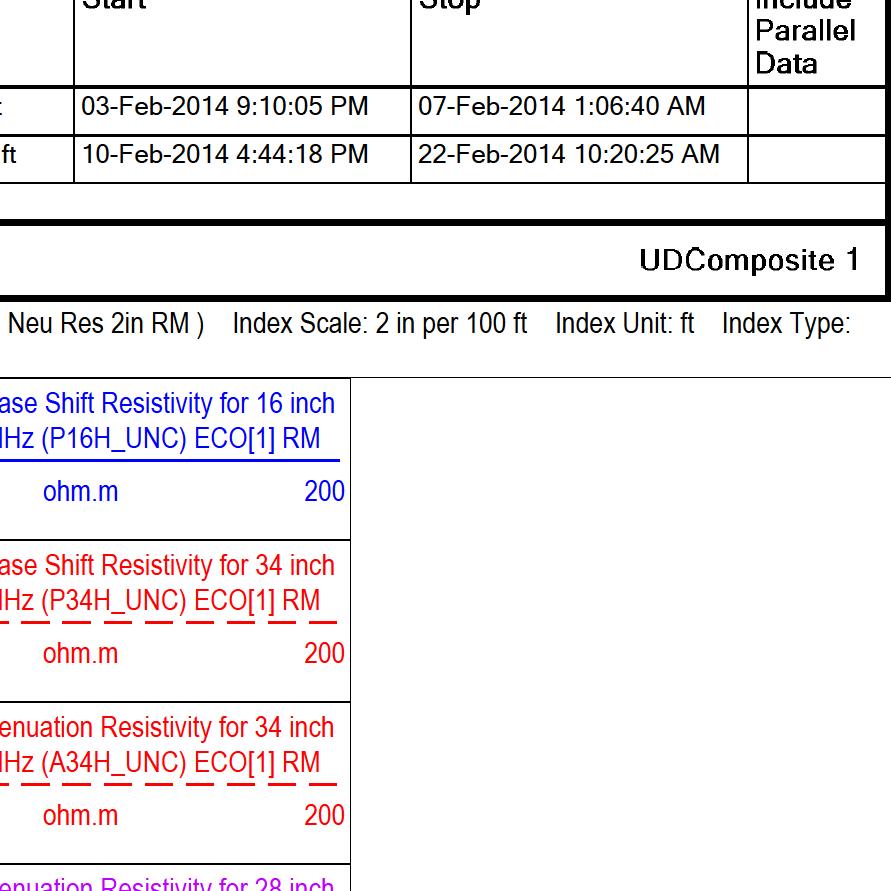 Start Stop Include
Parallel
Data
03-Feb-2014 9:10:05 PM 07-Feb-2014 1:06:40 AM
ft 10-Feb-2014 4:44:18 PM 22-Feb-2014 10:20:25 AM
UDComposite 1
Neu Res 2in RM ) Index Scale: 2 in per 100 ft Index Unit: ft Index Type:
ase Shift Resistivity for 16 inch
Hz (P16H_UNC) ECO[1] RM
ohm.m 200
ase Shift Resistivity for 34 inch
Hz (P34H_UNC) ECO[1] RM
ohm.m 200
enuation Resistivity for 34 inch
Hz (A34H_UNC) ECO[1] RM
ohm.m 200
enuation Resistivity for 28 inch